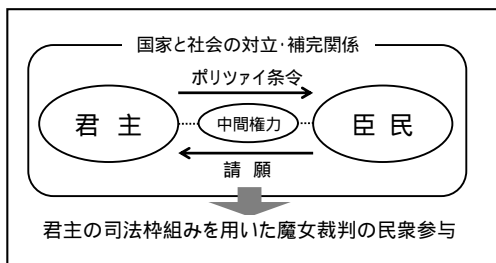 国家と社会の対立･補完関係
ポリツァイ条令
君 主
中間権力
臣 民
請 願
君主の司法枠組みを用いた魔女裁判の民衆参与